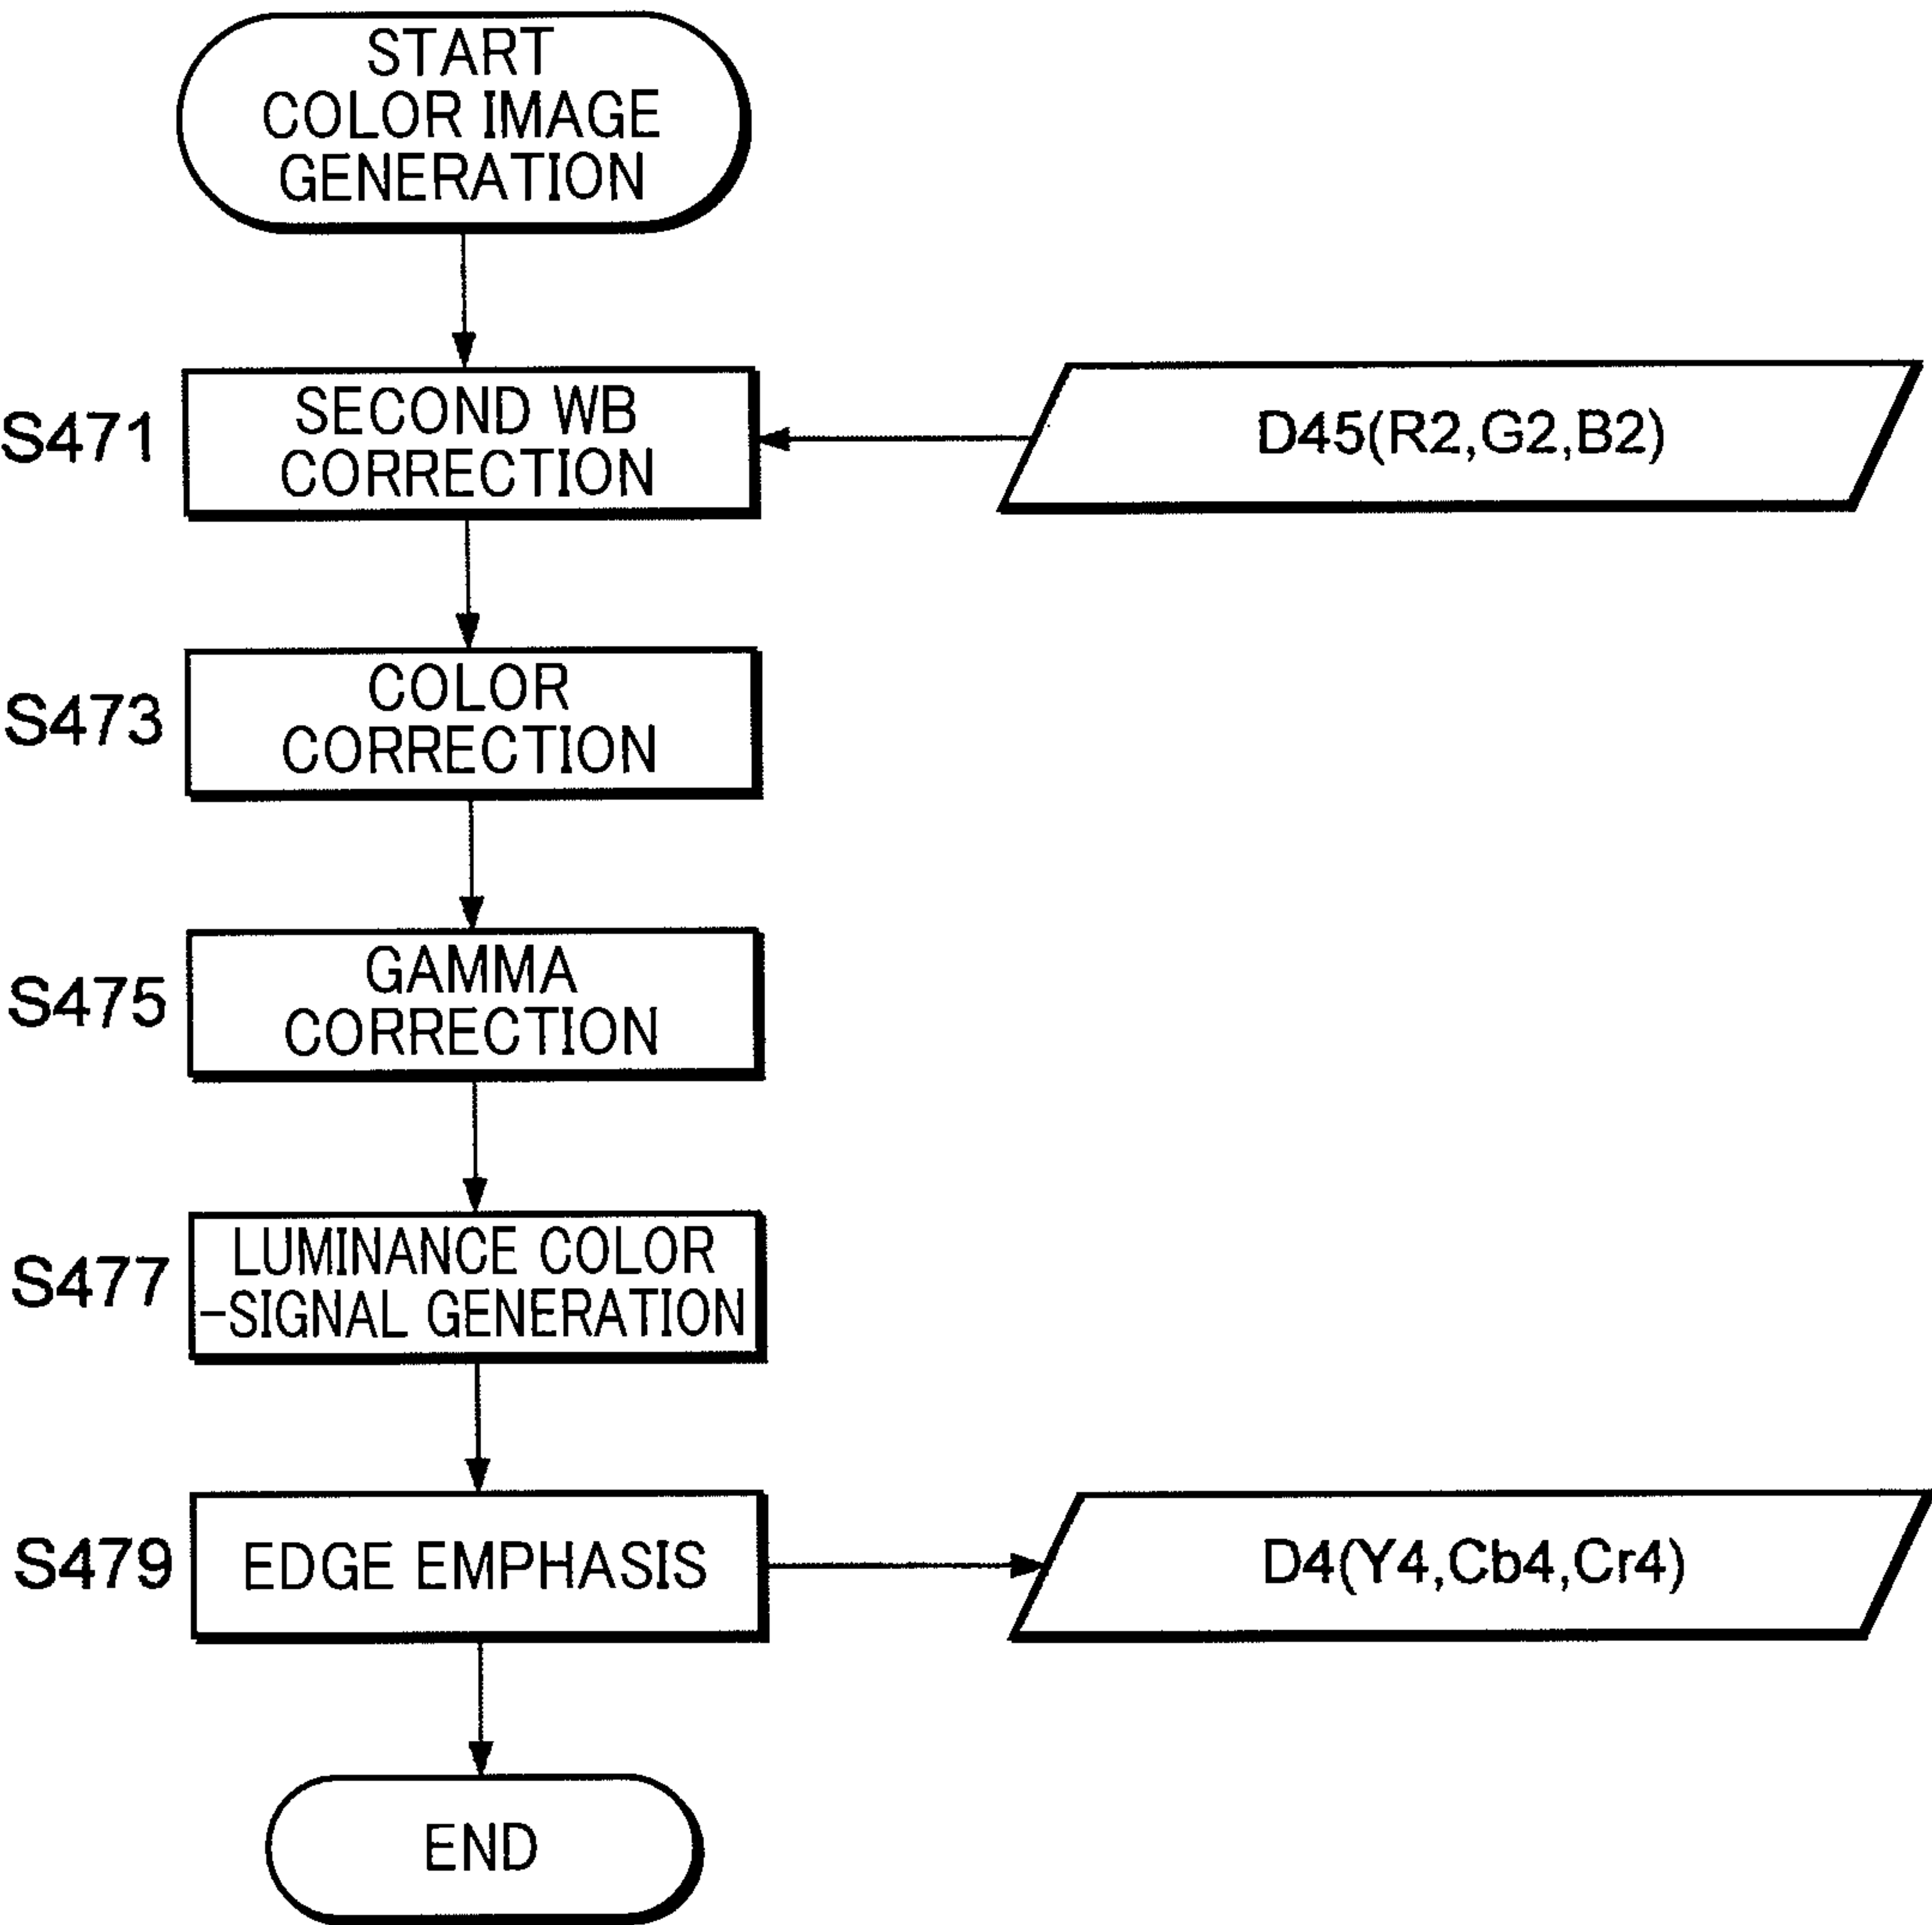 START
COLOR IMAGE
GENERATION
S471
SECOND WB
CORRECTION
D45(R2,G2,B2)
S473
COLOR
CORRECTION
S475
GAMMA
CORRECTION
S477
LUMINANCE COLOR
-SIGNAL GENERATION
S479
EDGE EMPHASIS
D4(Y4,Cb4,Cr4)
END